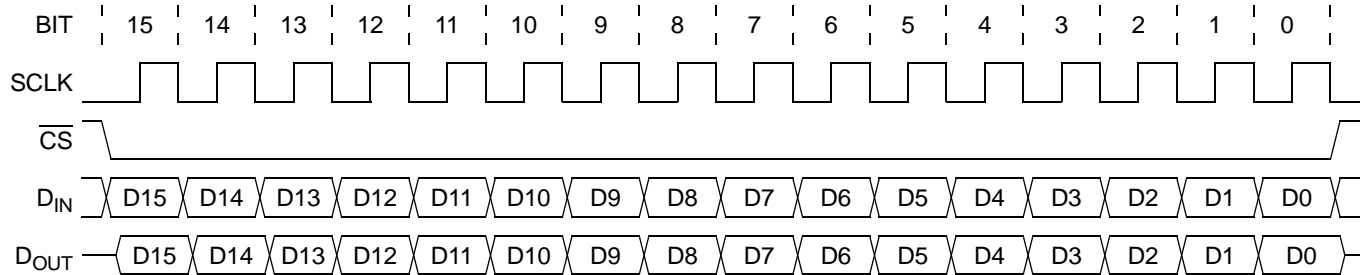 BIT 15 14 13 12 11 10 9 8 7 6 5 4 3 2 1 0
SCLK
CS
DIN D15 D14 D13 D12 D11 D10 D9 D8 D7 D6 D5 D4 D3 D2 D1 D0
DOUT D15 D14 D13 D12 D11 D10 D9 D8 D7 D6 D5 D4 D3 D2 D1 D0